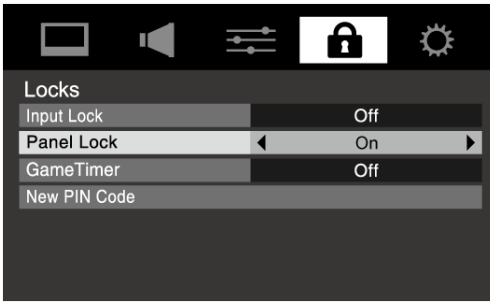 Locks
Input Lock Off
Panel Lock On
GameTimer Off
New PIN Code